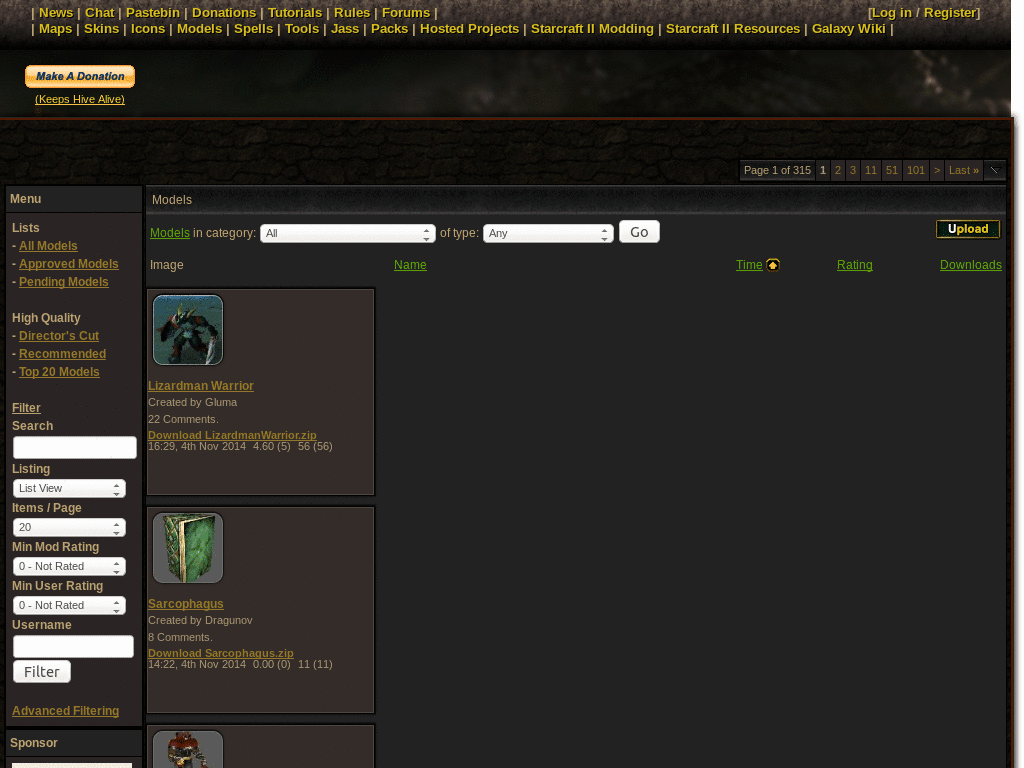 | News | Chat | Pastebin | Donations | Tutorials | Rules | Forums |
[Log in / Register]
| Maps | Skins | Icons | Models | Spells | Tools | Jass | Packs | Hosted Projects | Starcraft II Modding | Starcraft II Resources | Galaxy Wiki |
Make A Donation
(Keeps Hive Alive)
Page 1 of 315 1 2 3 11 51 101 > Last »
Menu
Lists
- All Models
- Approved Models
- Pending Models
High Quality
- Director's Cut
- Recommended
- Top 20 Models
Filter
Search
Listing
List View
Items / Page
20
Min Mod Rating
0 - Not Rated
Min User Rating
0 - Not Rated
Username
Filter
Advanced Filtering
Sponsor
Models
Models in category: All of type: Any Go
Upload
Image Name Time Rating Downloads
Lizardman Warrior
Created by Gluma
22 Comments.
Download LizardmanWarrior.zip
16:29, 4th Nov 2014 4.60 (5) 56 (56)
Sarcophagus
Created by Dragunov
8 Comments.
Download Sarcophagus.zip
14:22, 4th Nov 2014 0.00 (0) 11 (11)